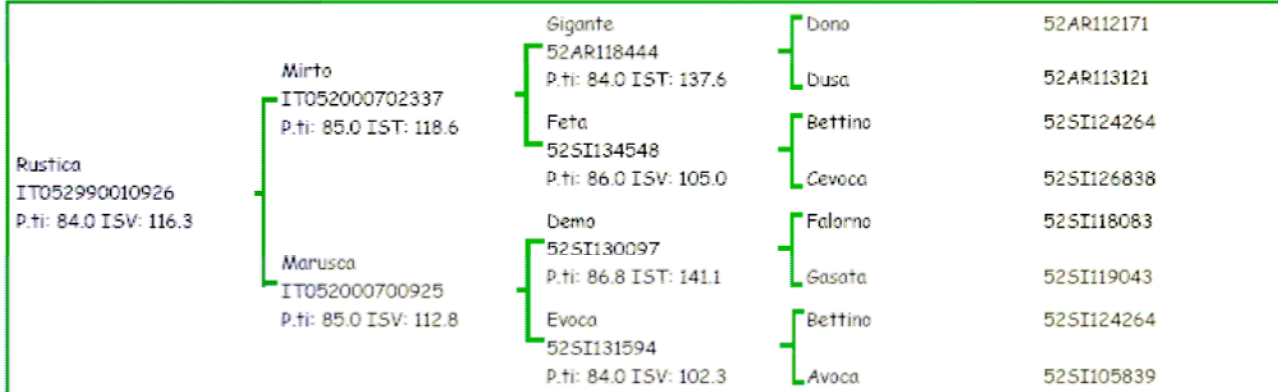 Rustica
IT052990010926
P.ti: 84.0 ISV: 116.3
Mirto
IT052000702337
P.ti: 85.0 IST: 118.6
Marusca
IT052000700925
P.ti: 85.0 ISV: 112.8
Gigante
52AR118444
P.ti: 84.0 IST: 137.6
Feta
52SI134548
P.ti: 86.0 ISV: 105.0
Demo
52SI130097
P.ti: 86.8 IST: 141.1
Evoca
52SI131594
P.ti: 84.0 ISV: 102.3
Dono 52AR112171
Dusa 52AR113121
Bettino 52SI124264
Cevoca 52SI126838
Falorno 52SI118083
Gasata 52SI119043
Bettino 52SI124264
Avoca 52SI105839